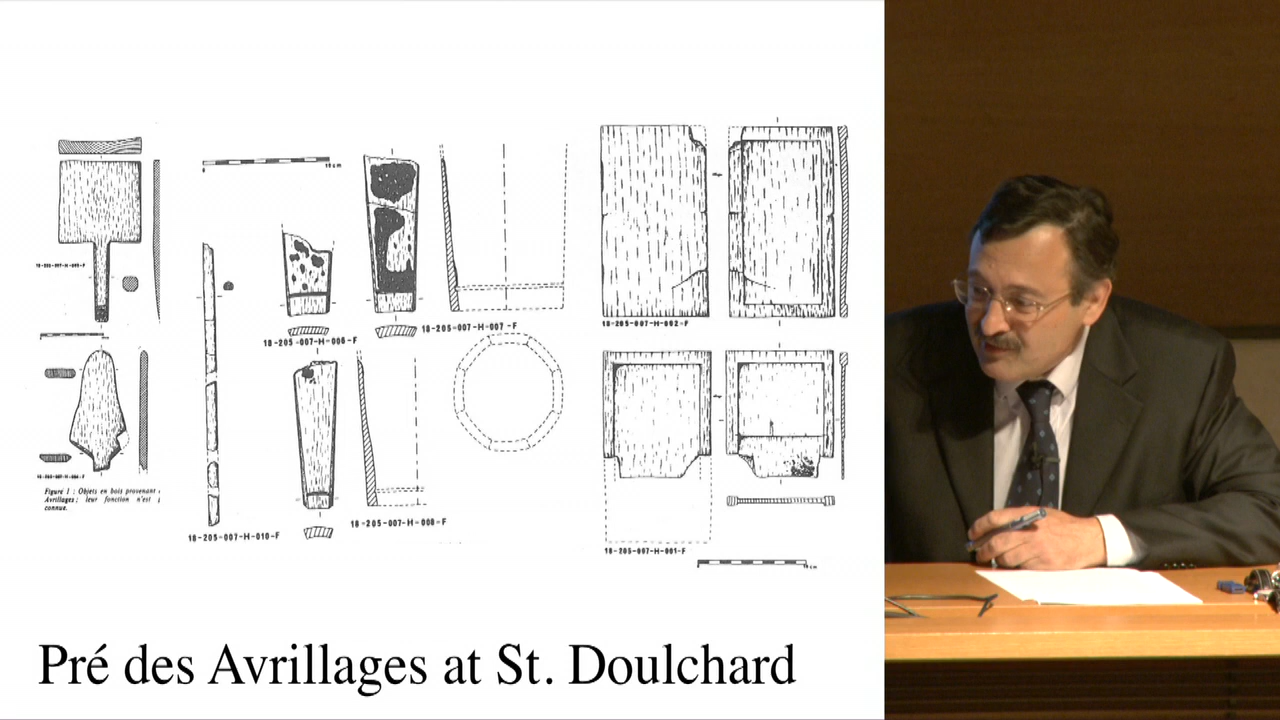 10 cm
18-205-007-H-006-F
18-205-007-H-007-F
18-205-007-H-002-F
Figure 1 : Objets en bois provenant
Avrillages ; leur fonction n'est
connue.
18-205-007-H-010-F
18-205-007-H-008-F
18-205-007-H-001-F
Pré des Avrillages at St. Doulchard